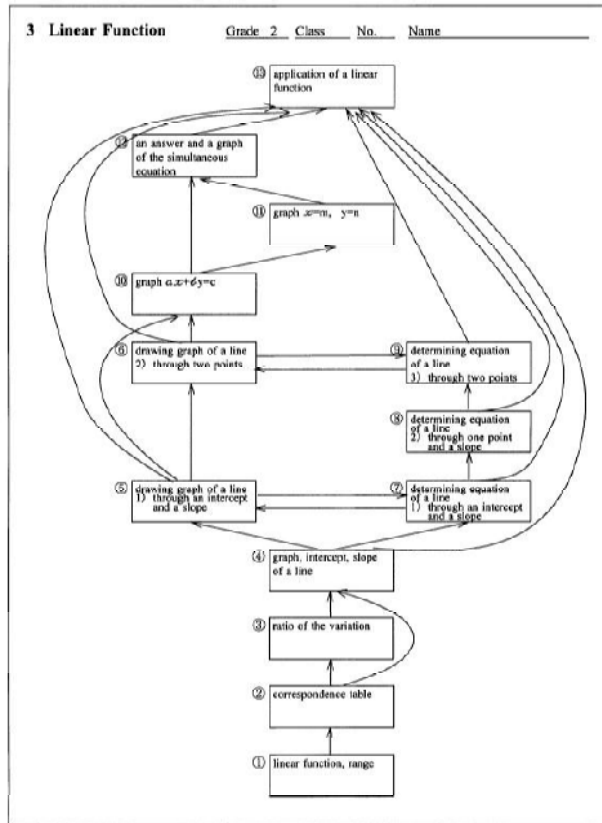 3 Linear Function Grade 2 Class No. Name
⑬ application of a linear
function
⑫ an answer and a graph
of the simultaneous
equation
⑪ graph x=m, y=n
⑩ graph ax+by=c
⑥ drawing graph of a line
2) through two points
⑨ determining equation
of a line
3) through two points
⑧ determining equation
of a line
2) through one point
and a slope
⑤ drawing graph of a line
1) through an intercept
and a slope
⑦ determining equation
of a line
1) through an intercept
and a slope
④ graph, intercept, slope
of a line
③ ratio of the variation
② correspondence table
① linear function, range